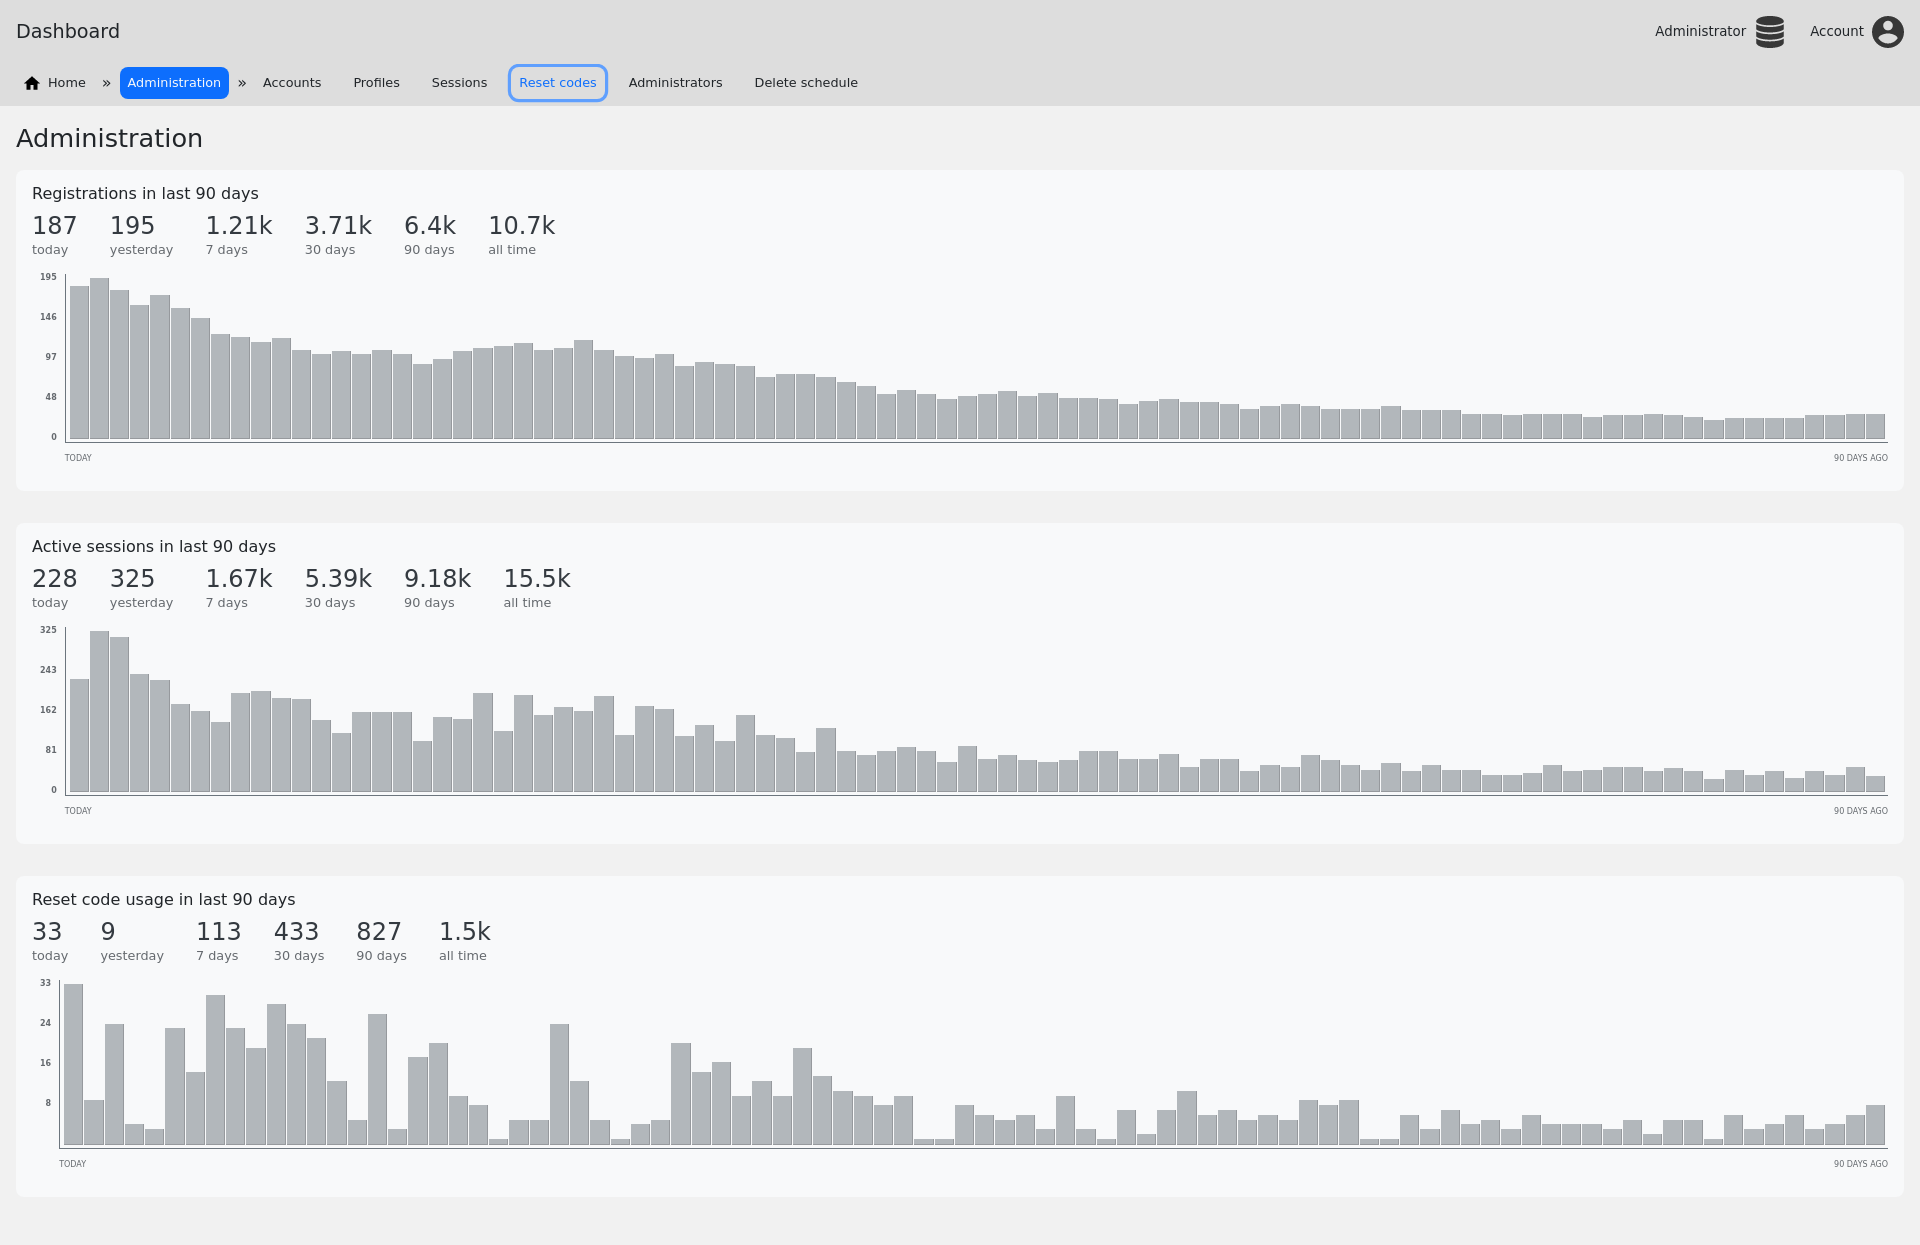 Dashboard
Administrator
Account
Home » Administration » Accounts Profiles Sessions Reset codes Administrators Delete schedule
Administration
Registrations in last 90 days
187 195 1.21k 3.71k 6.4k 10.7k
today yesterday 7 days 30 days 90 days all time
195
146
97
48
0
TODAY 90 DAYS AGO
Active sessions in last 90 days
228 325 1.67k 5.39k 9.18k 15.5k
today yesterday 7 days 30 days 90 days all time
325
243
162
81
0
TODAY 90 DAYS AGO
Reset code usage in last 90 days
33 9 113 433 827 1.5k
today yesterday 7 days 30 days 90 days all time
33
24
16
8
TODAY 90 DAYS AGO